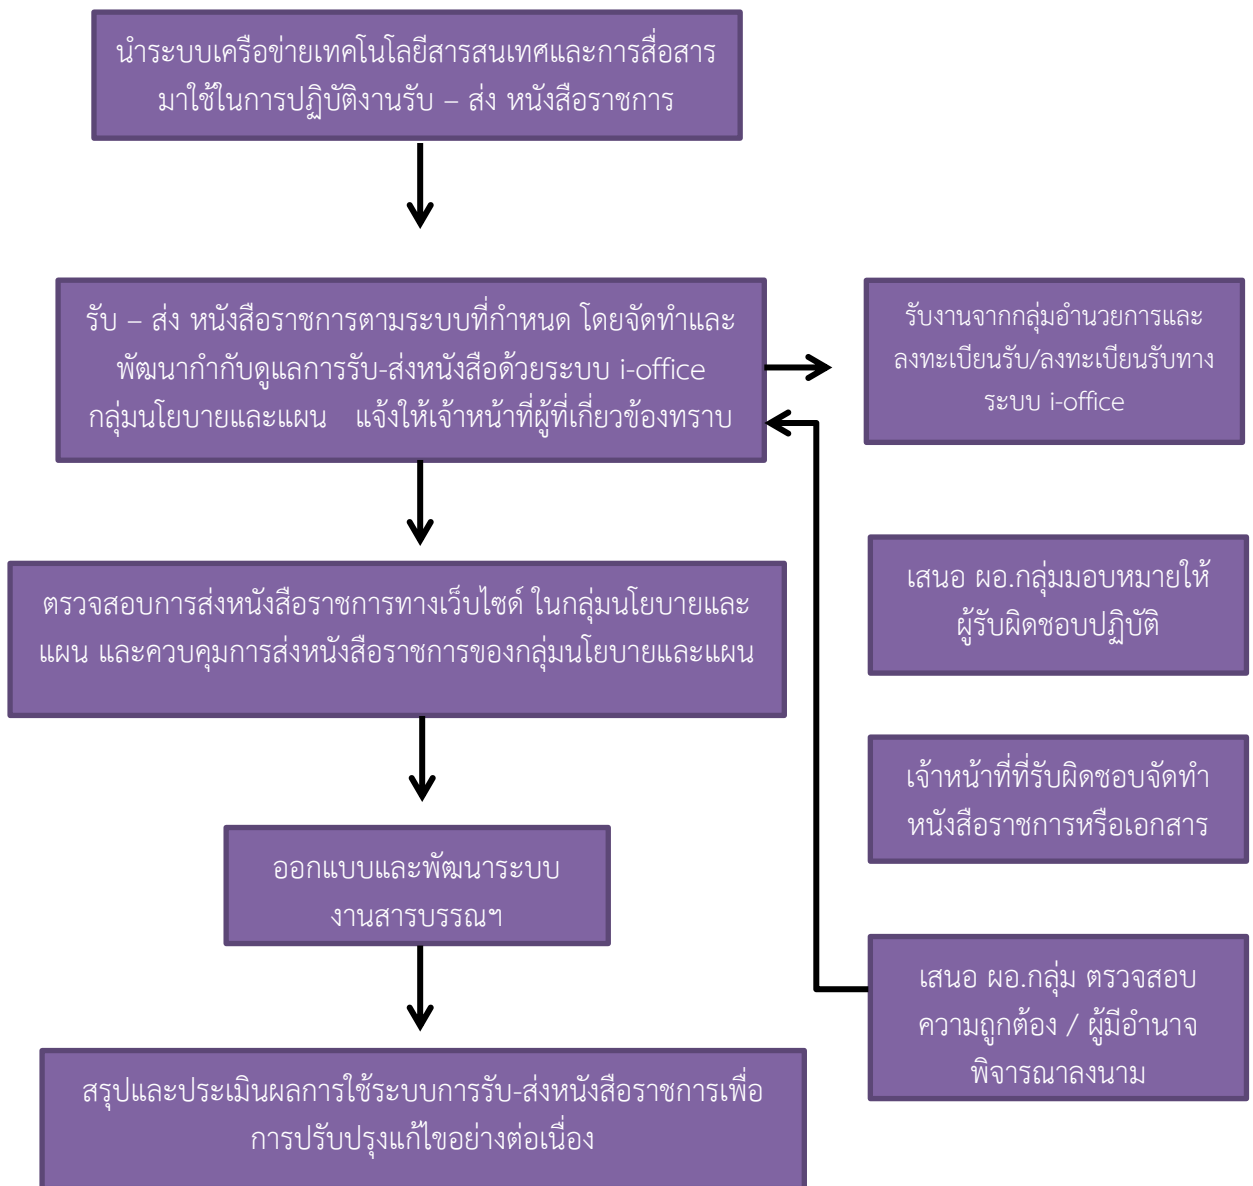 นำระบบเครือข่ายเทคโนโลยีสารสนเทศและการสื่อสาร
มาใช้ในการปฏิบัติงานรับ – ส่ง หนังสือราชการ
รับ – ส่ง หนังสือราชการตามระบบที่กำหนด โดยจัดทำและ
พัฒนากำกับดูแลการรับ-ส่งหนังสือด้วยระบบ i-office
กลุ่มนโยบายและแผน แจ้งให้เจ้าหน้าที่ผู้ที่เกี่ยวข้องทราบ
รับงานจากกลุ่มอำนวยการและ
ลงทะเบียนรับ/ลงทะเบียนรับทาง
ระบบ i-office
ตรวจสอบการส่งหนังสือราชการทางเว็บไซด์ ในกลุ่มนโยบายและ
แผน และควบคุมการส่งหนังสือราชการของกลุ่มนโยบายและแผน
เสนอ ผอ.กลุ่มมอบหมายให้
ผู้รับผิดชอบปฏิบัติ
เจ้าหน้าที่ที่รับผิดชอบจัดทำ
หนังสือราชการหรือเอกสาร
ออกแบบและพัฒนาระบบ
งานสารบรรณฯ
เสนอ ผอ.กลุ่ม ตรวจสอบ
ความถูกต้อง / ผู้มีอำนาจ
พิจารณาลงนาม
สรุปและประเมินผลการใช้ระบบการรับ-ส่งหนังสือราชการเพื่อ
การปรับปรุงแก้ไขอย่างต่อเนื่อง